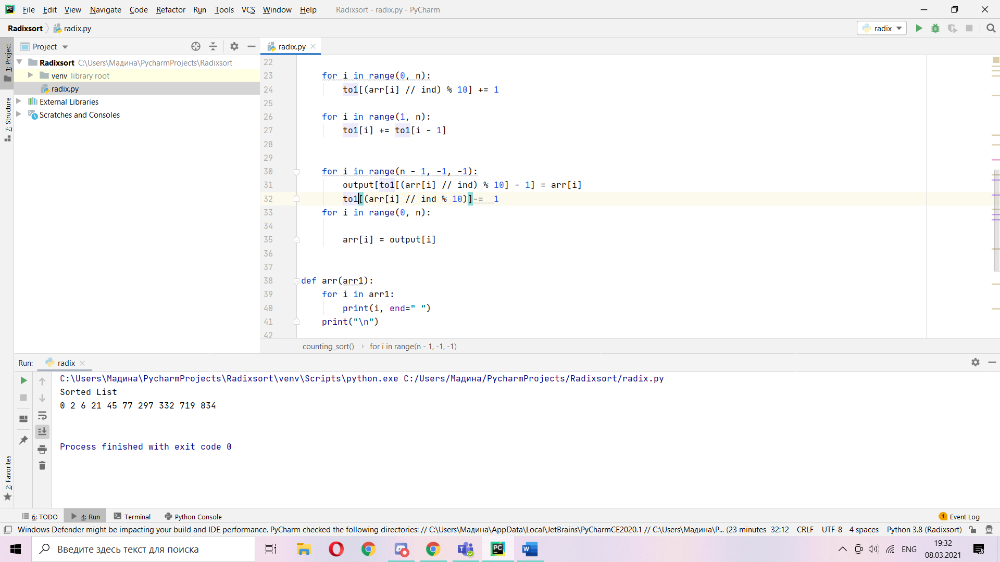 File Edit View Navigate Code Refactor Run Tools VCS Window Help Radixsort - radix.py - PyCharm
Radixsort radix.py radix
1: Project
7: Structure
2: Favorites
Project
Radixsort C:\Users\Мадина\PycharmProjects\Radixsort
venv library root
radix.py
External Libraries
Scratches and Consoles
radix.py
22
23 for i in range(0, n):
24 to1[(arr[i] // ind) % 10] += 1
25
26 for i in range(1, n):
27 to1[i] += to1[i - 1]
28
29
30 for i in range(n - 1, -1, -1):
31 output[to1[(arr[i] // ind) % 10] - 1] = arr[i]
32 to1[(arr[i] // ind % 10)]-= 1
33 for i in range(0, n):
34
35 arr[i] = output[i]
36
37
38 def arr(arr1):
39 for i in arr1:
40 print(i, end=" ")
41 print("\n")
42
counting_sort() › for i in range(n - 1, -1, -1)
Run: radix
C:\Users\Мадина\PycharmProjects\Radixsort\venv\Scripts\python.exe C:/Users/Мадина/PycharmProjects/Radixsort/radix.py
Sorted List
0 2 6 21 45 77 297 332 719 834
Process finished with exit code 0
6: TODO 4: Run Terminal Python Console 1 Event Log
Windows Defender might be impacting your build and IDE performance. PyCharm checked the following directories: // C:\Users\Мадина\AppData\Local\JetBrains\PyCharmCE2020.1 // C:\Users\Мадина\P... (23 minutes 32:12 CRLF UTF-8 4 spaces Python 3.8 (Radixsort)
Введите здесь текст для поиска
ENG
19:32
08.03.2021